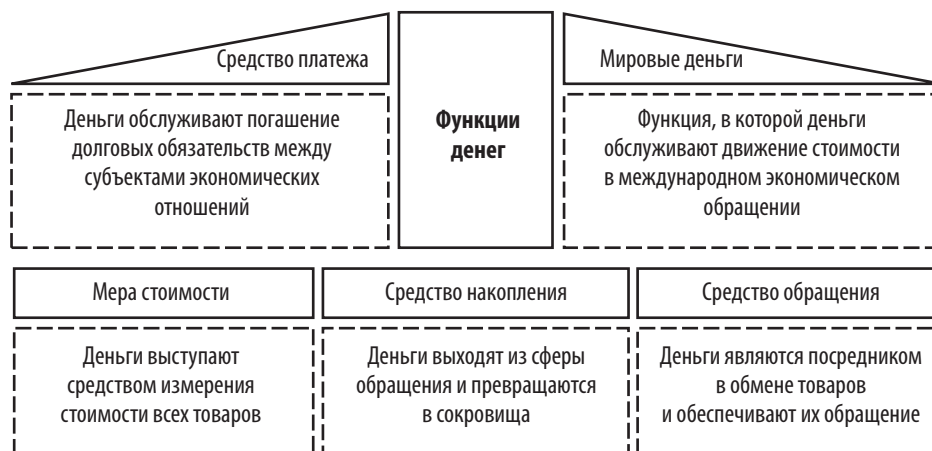 Средство платежа
Деньги обслуживают погашение
долговых обязательств между
субъектами экономических
отношений
Функции
денег
Мировые деньги
Функция, в которой деньги
обслуживают движение стоимости
в международном экономическом
обращении
Мера стоимости
Деньги выступают
средством измерения
стоимости всех товаров
Средство накопления
Деньги выходят из сферы
обращения и превращаются
в сокровища
Средство обращения
Деньги являются посредником
в обмене товаров
и обеспечивают их обращение